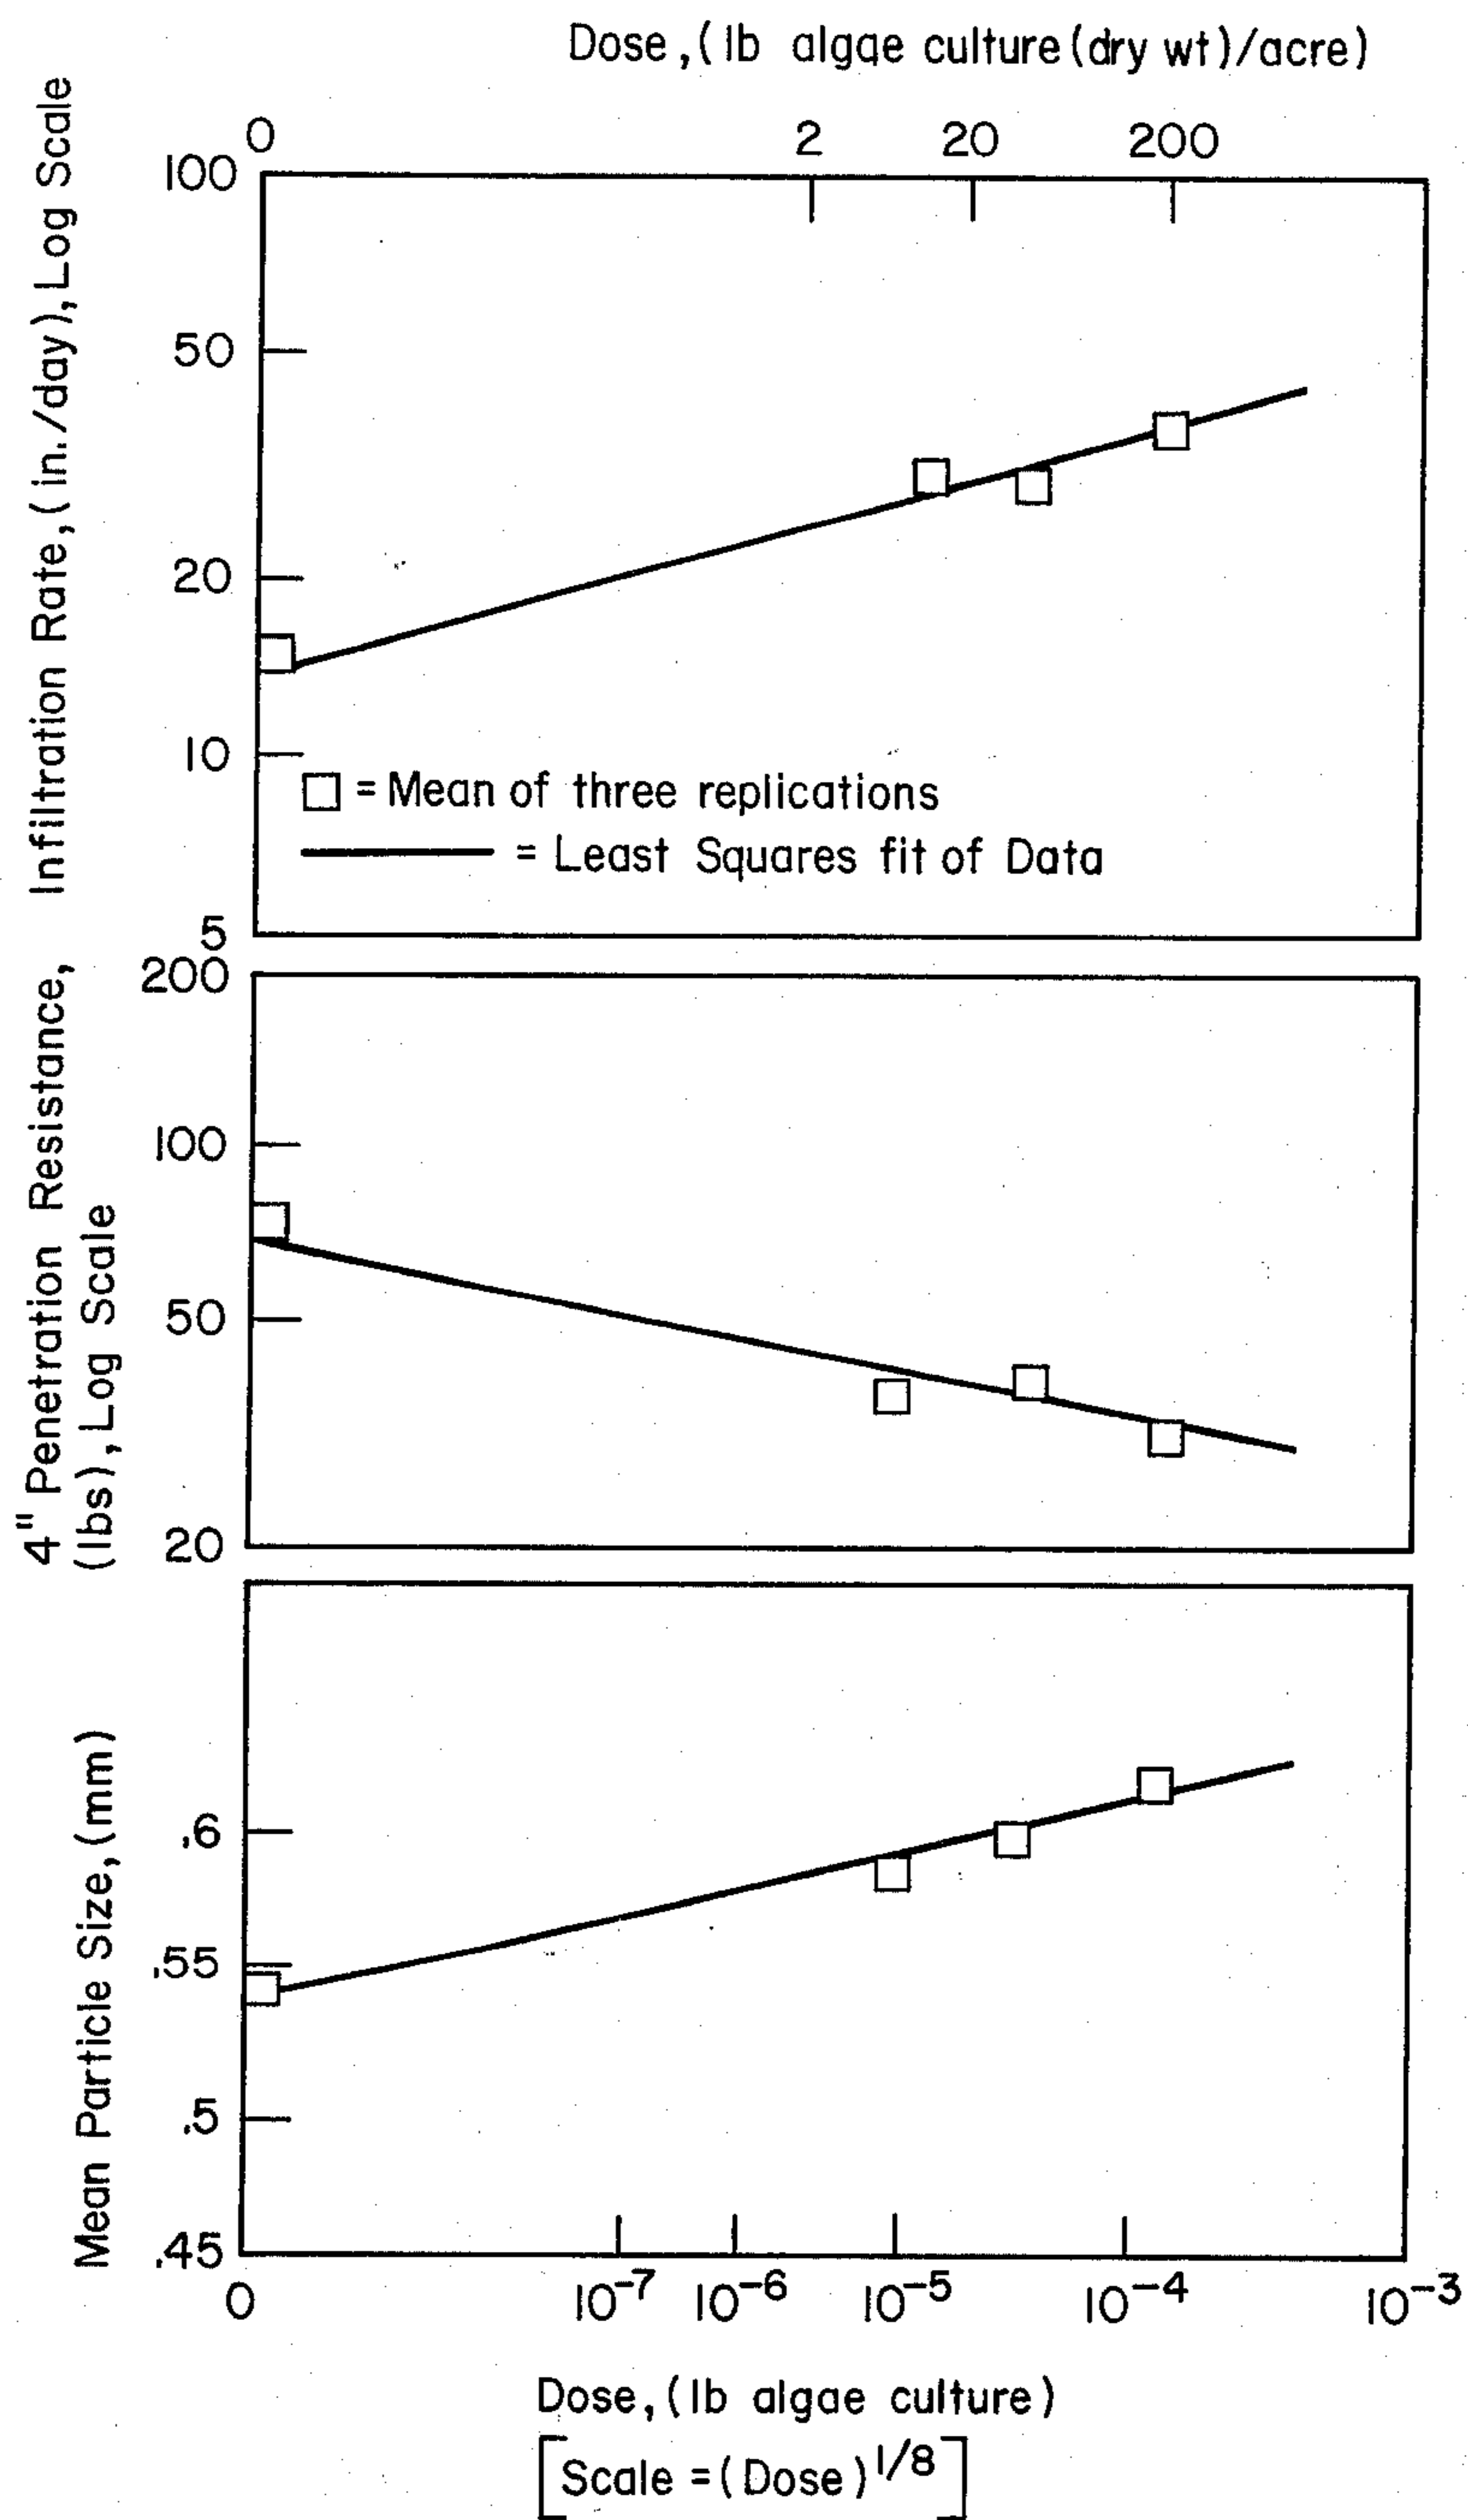 Dose,(lb algae culture(dry wt)/acre)
0 2 20 200
Infiltration Rate,(in./day),Log Scale
100
50
20
10
5
□ = Mean of three replications
= Least Squares fit of Data
4" Penetration Resistance,
(lbs),Log Scale
200
100
50
20
Mean Particle Size,(mm)
.6
.55
.5
.45
0 10⁻⁷ 10⁻⁶ 10⁻⁵ 10⁻⁴ 10⁻³
Dose,(lb algae culture)
[Scale =(Dose)¹/⁸]